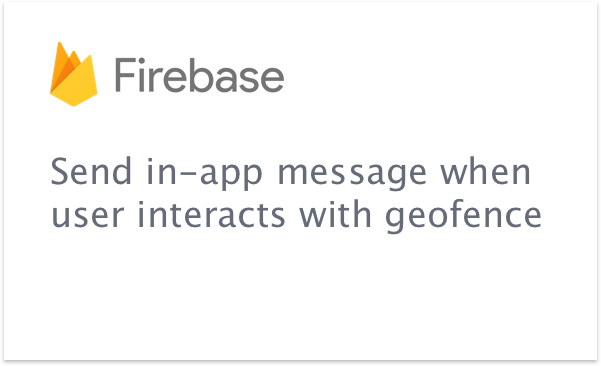 Firebase
Send in-app message when
user interacts with geofence